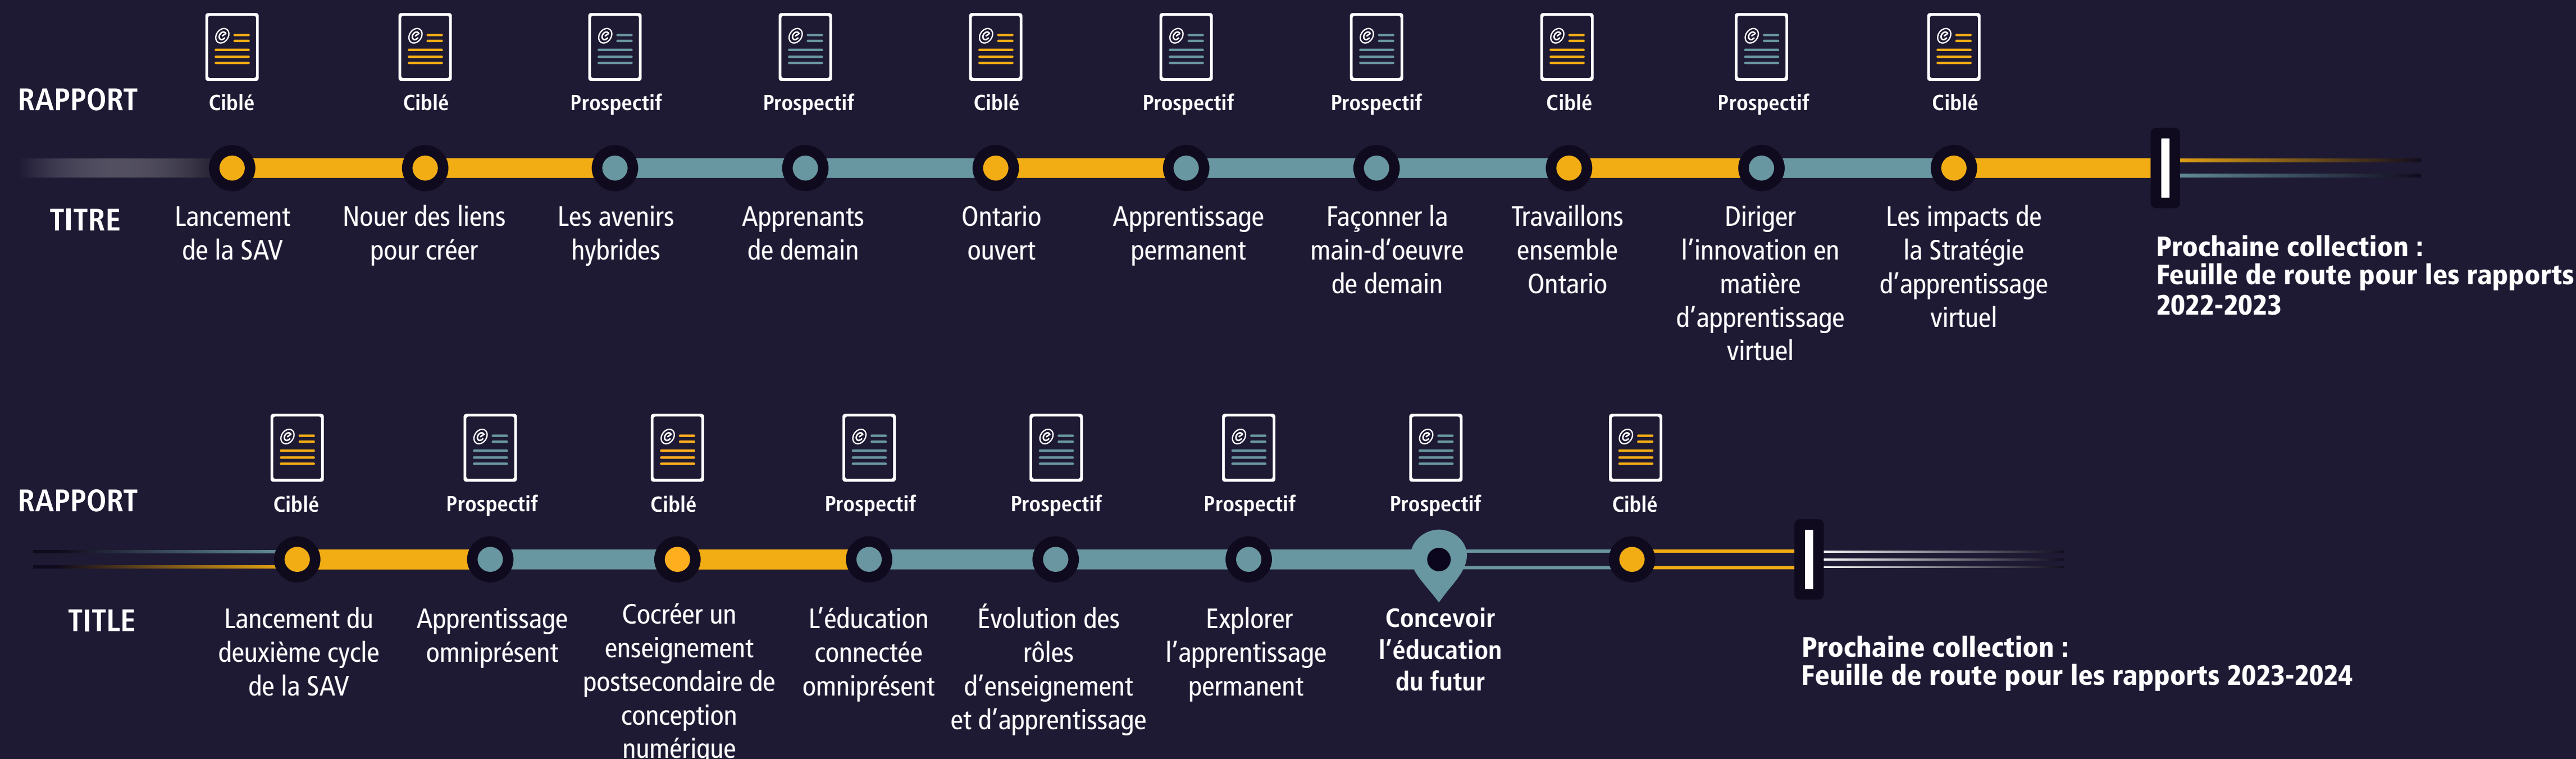 RAPPORT
Ciblé
Ciblé
Prospectif
Prospectif
Ciblé
Prospectif
Prospectif
Ciblé
Prospectif
Ciblé
TITRE
Lancement
de la SAV
Nouer des liens
pour créer
Les avenirs
hybrides
Apprenants
de demain
Ontario
ouvert
Apprentissage
permanent
Façonner la
main-d’oeuvre
de demain
Travaillons
ensemble
Ontario
Diriger
l’innovation en
matière
d’apprentissage
virtuel
Les impacts de
la Stratégie
d’apprentissage
virtuel
Prochaine collection :
Feuille de route pour les rapports
2022-2023
RAPPORT
Ciblé
Prospectif
Ciblé
Prospectif
Prospectif
Prospectif
Prospectif
Ciblé
TITLE
Lancement du
deuxième cycle
de la SAV
Apprentissage
omniprésent
Cocréer un
enseignement
postsecondaire de
conception
numérique
L’éducation
connectée
omniprésent
Évolution des
rôles
d’enseignement
et d’apprentissage
Explorer
l’apprentissage
permanent
Concevoir
l’éducation
du futur
Prochaine collection :
Feuille de route pour les rapports 2023-2024